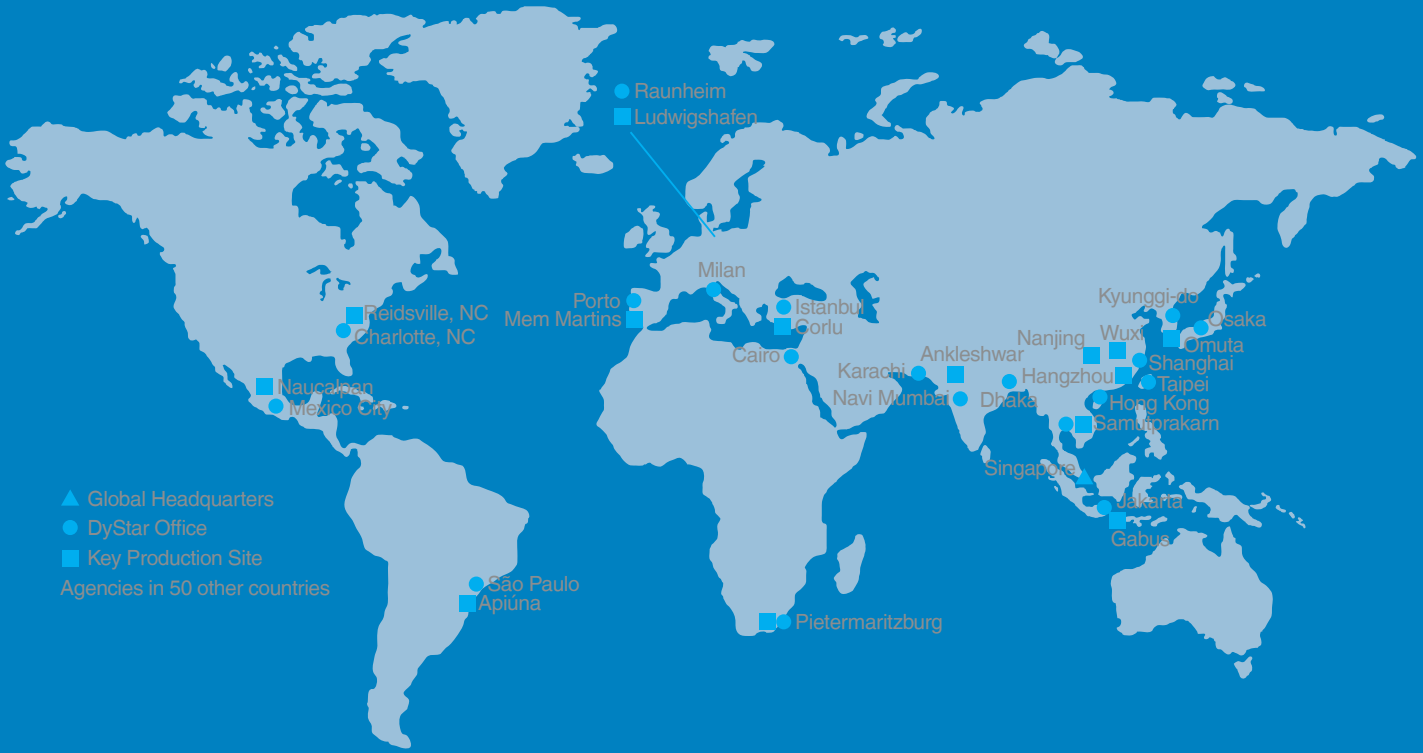 Raunheim
Ludwigshafen
Milan
Porto
Mem Martins
Istanbul
Corlu
Cairo
Reidsville, NC
Charlotte, NC
Naucalpan
Mexico City
Kyunggi-do
Osaka
Omuta
Wuxi
Nanjing
Shanghai
Ankleshwar
Karachi
Hangzhou
Taipei
Navi Mumbai
Dhaka
Hong Kong
Samutprakarn
Singapore
Jakarta
Gabus
Global Headquarters
DyStar Office
Key Production Site
Agencies in 50 other countries
São Paulo
Apiúna
Pietermaritzburg